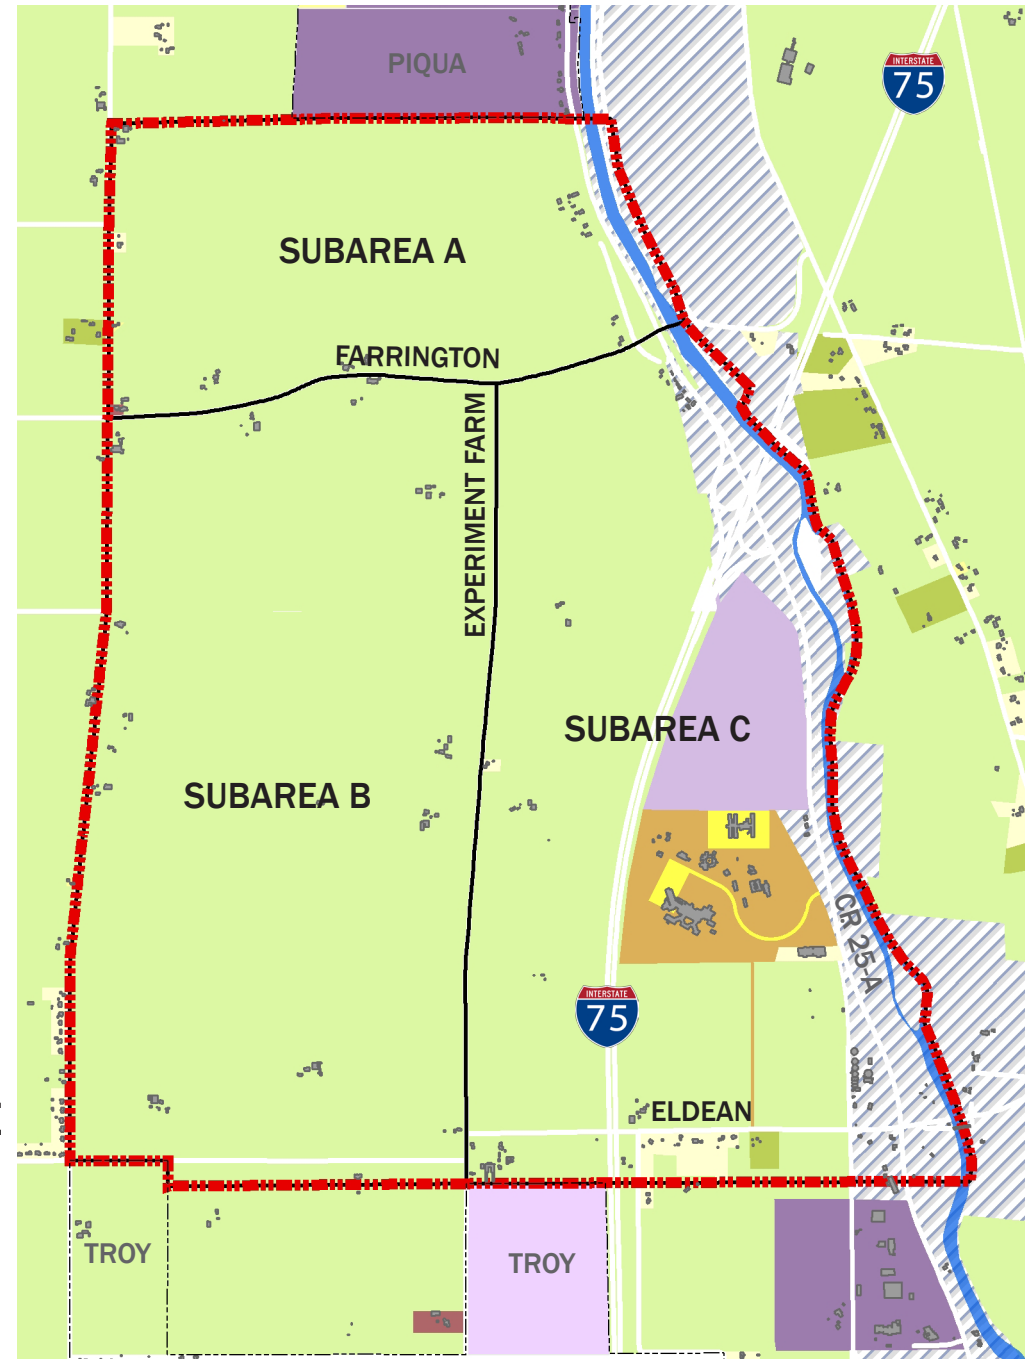 PIQUA
INTERSTATE
75
SUBAREA A
FARRINGTON
EXPERIMENT FARM
SUBAREA C
SUBAREA B
CR 25-A
INTERSTATE
75
ELDEAN
TROY
TROY